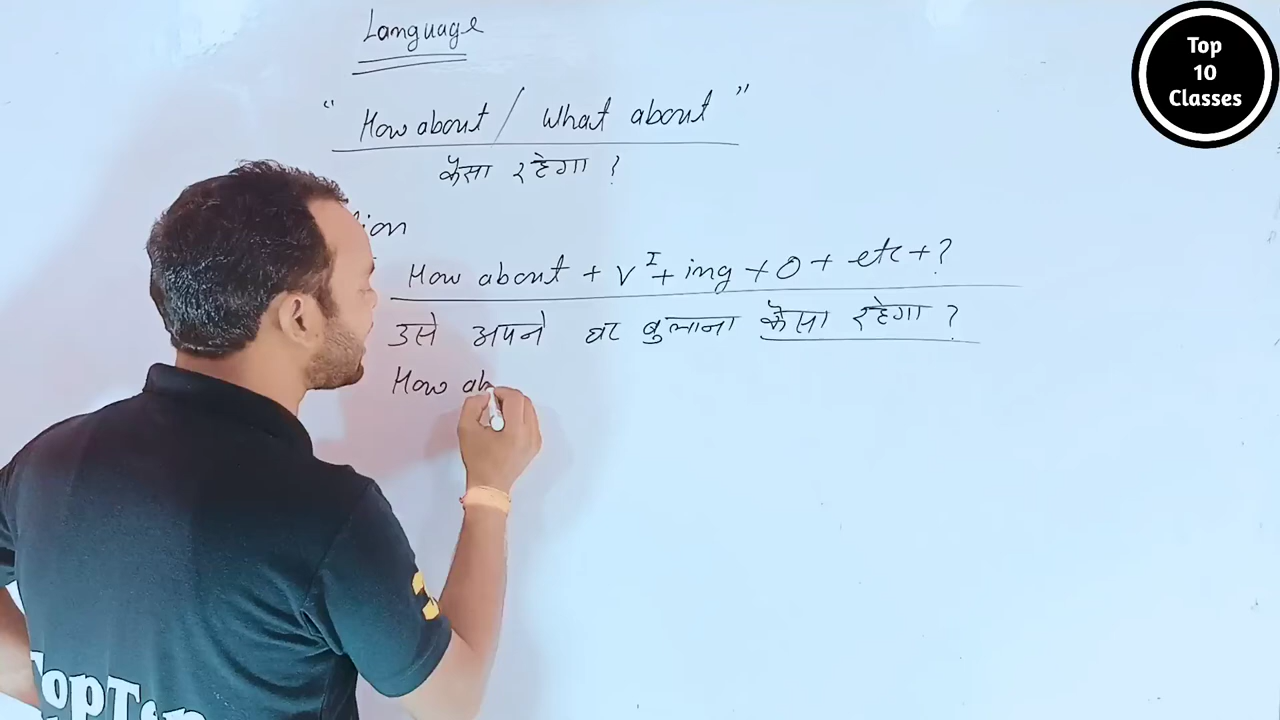 Language
"How about / What about"
कैसा रहेगा ?
How about + V I + ing + O + etc + ?
उसे अपने घर बुलाना कैसा रहेगा ?
How ab
Top
10
Classes
TopTen